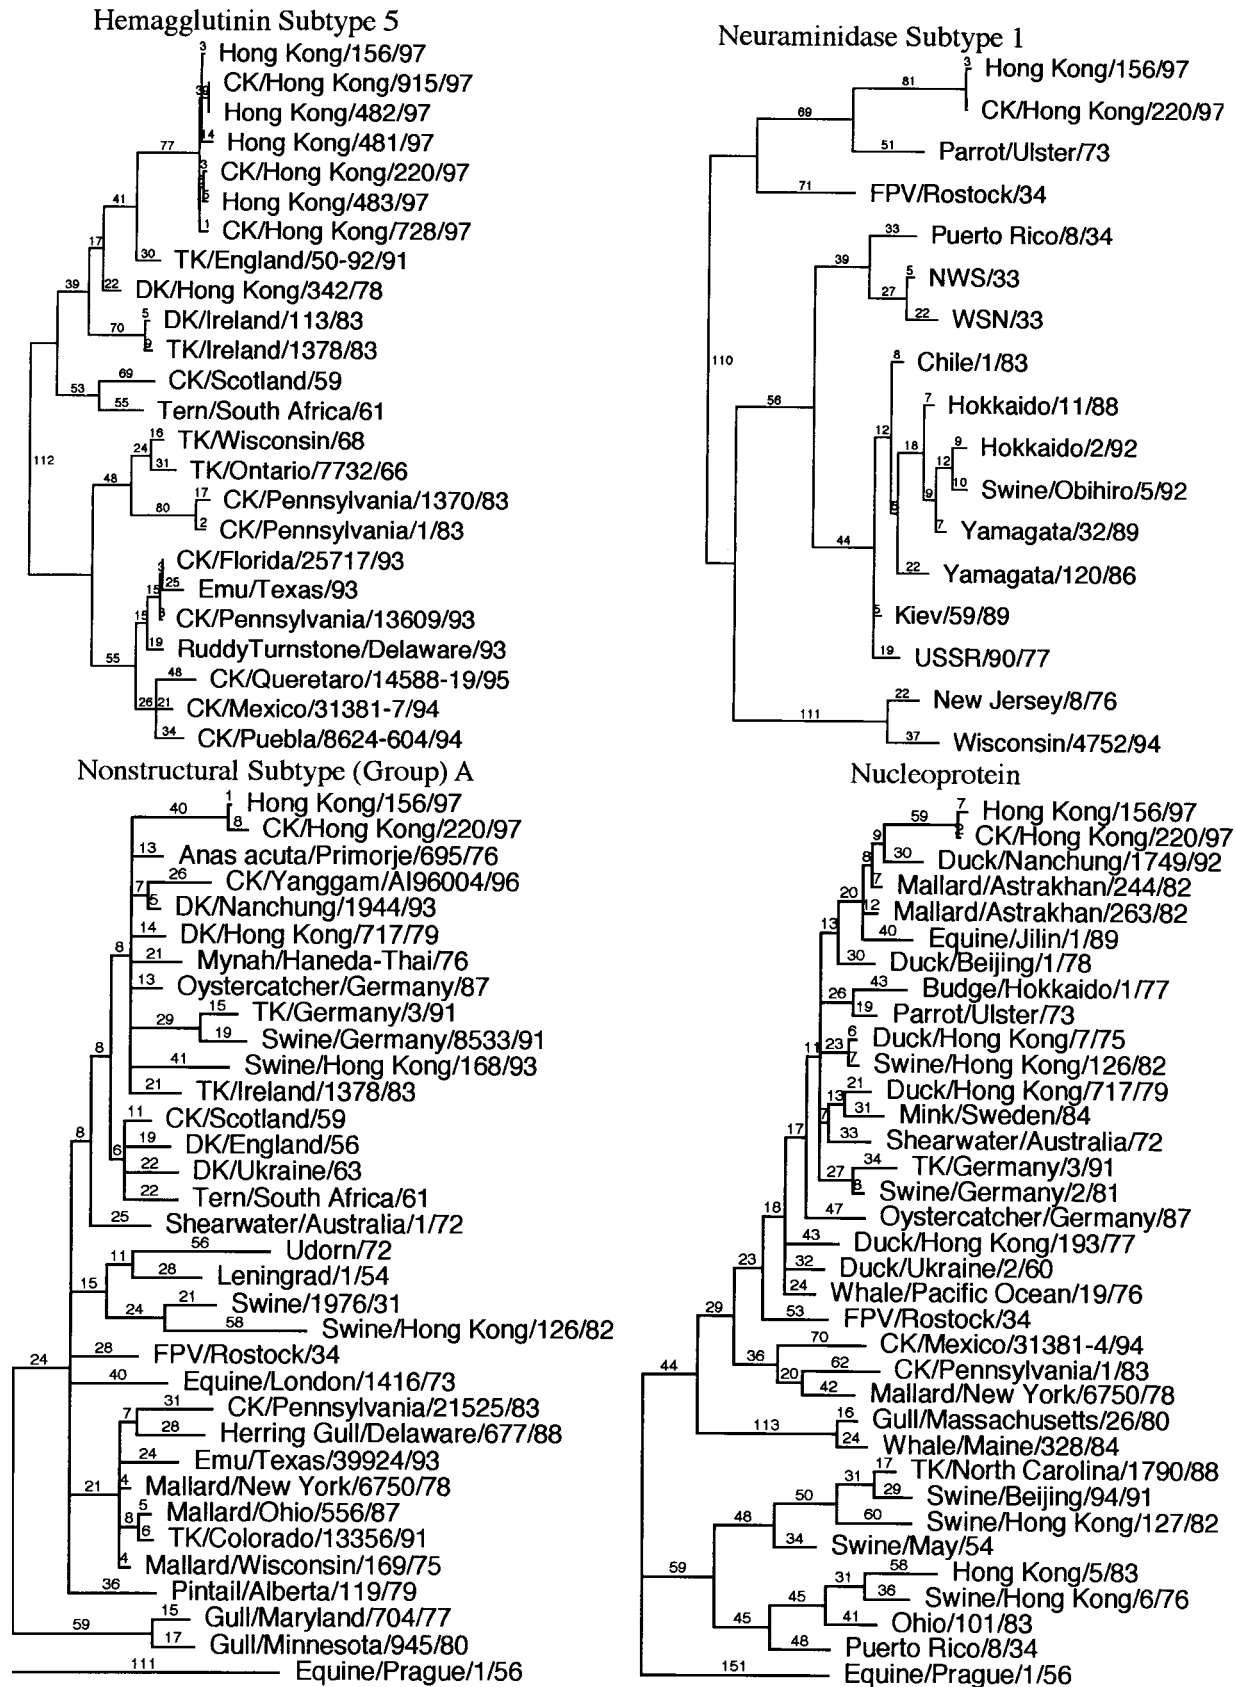 Hemagglutinin Subtype 5
3
Hong Kong/156/97
CK/Hong Kong/915/97
Hong Kong/482/97
14
Hong Kong/481/97
77
3
CK/Hong Kong/220/97
5
Hong Kong/483/97
41
1
CK/Hong Kong/728/97
17
30
TK/England/50-92/91
39
22
DK/Hong Kong/342/78
5
DK/Ireland/113/83
70
9
TK/Ireland/1378/83
69
CK/Scotland/59
53
55
Tern/South Africa/61
16
TK/Wisconsin/68
24
112
31
TK/Ontario/7732/66
48
17
CK/Pennsylvania/1370/83
80
2
CK/Pennsylvania/1/83
3
CK/Florida/25717/93
25
Emu/Texas/93
15
CK/Pennsylvania/13609/93
15
19
RuddyTurnstone/Delaware/93
55
48
CK/Queretaro/14588-19/95
26
21
CK/Mexico/31381-7/94
34
CK/Puebla/8624-604/94
Neuraminidase Subtype 1
3
Hong Kong/156/97
81
CK/Hong Kong/220/97
69
51
Parrot/Ulster/73
71
FPV/Rostock/34
33
Puerto Rico/8/34
39
5
NWS/33
27
22
WSN/33
110
8
Chile/1/83
56
7
Hokkaido/11/88
12
18
9
Hokkaido/2/92
12
10
Swine/Obihiro/5/92
9
7
Yamagata/32/89
44
22
Yamagata/120/86
5
Kiev/59/89
19
USSR/90/77
22
New Jersey/8/76
111
37
Wisconsin/4752/94
Nonstructural Subtype (Group) A
1
Hong Kong/156/97
40
8
CK/Hong Kong/220/97
13
Anas acuta/Primorje/695/76
26
CK/Yanggam/AI96004/96
7
5
DK/Nanchung/1944/93
14
DK/Hong Kong/717/79
8
21
Mynah/Haneda-Thai/76
13
Oystercatcher/Germany/87
15
TK/Germany/3/91
29
19
Swine/Germany/8533/91
8
41
Swine/Hong Kong/168/93
21
TK/Ireland/1378/83
11
CK/Scotland/59
8
19
DK/England/56
6
22
DK/Ukraine/63
22
Tern/South Africa/61
25
Shearwater/Australia/1/72
56
Udorn/72
11
28
Leningrad/1/54
15
21
Swine/1976/31
24
58
Swine/Hong Kong/126/82
28
FPV/Rostock/34
24
40
Equine/London/1416/73
31
CK/Pennsylvania/21525/83
7
28
Herring Gull/Delaware/677/88
24
Emu/Texas/39924/93
21
4
Mallard/New York/6750/78
5
Mallard/Ohio/556/87
8
6
TK/Colorado/13356/91
4
Mallard/Wisconsin/169/75
36
Pintail/Alberta/119/79
15
Gull/Maryland/704/77
59
17
Gull/Minnesota/945/80
111
Equine/Prague/1/56
Nucleoprotein
7
Hong Kong/156/97
59
CK/Hong Kong/220/97
9
30
Duck/Nanchung/1749/92
8
7
Mallard/Astrakhan/244/82
20
12
Mallard/Astrakhan/263/82
13
40
Equine/Jilin/1/89
30
Duck/Beijing/1/78
43
Budge/Hokkaido/1/77
26
19
Parrot/Ulster/73
6
Duck/Hong Kong/7/75
11
23
7
Swine/Hong Kong/126/82
21
Duck/Hong Kong/717/79
13
31
Mink/Sweden/84
7
33
Shearwater/Australia/72
17
34
TK/Germany/3/91
27
8
Swine/Germany/2/81
18
47
Oystercatcher/Germany/87
43
Duck/Hong Kong/193/77
23
32
Duck/Ukraine/2/60
24
Whale/Pacific Ocean/19/76
29
53
FPV/Rostock/34
70
CK/Mexico/31381-4/94
36
62
CK/Pennsylvania/1/83
44
20
42
Mallard/New York/6750/78
16
Gull/Massachusetts/26/80
113
24
Whale/Maine/328/84
17
TK/North Carolina/1790/88
31
29
Swine/Beijing/94/91
50
60
Swine/Hong Kong/127/82
48
34
Swine/May/54
59
58
Hong Kong/5/83
31
36
Swine/Hong Kong/6/76
45
41
Ohio/101/83
45
48
Puerto Rico/8/34
151
Equine/Prague/1/56